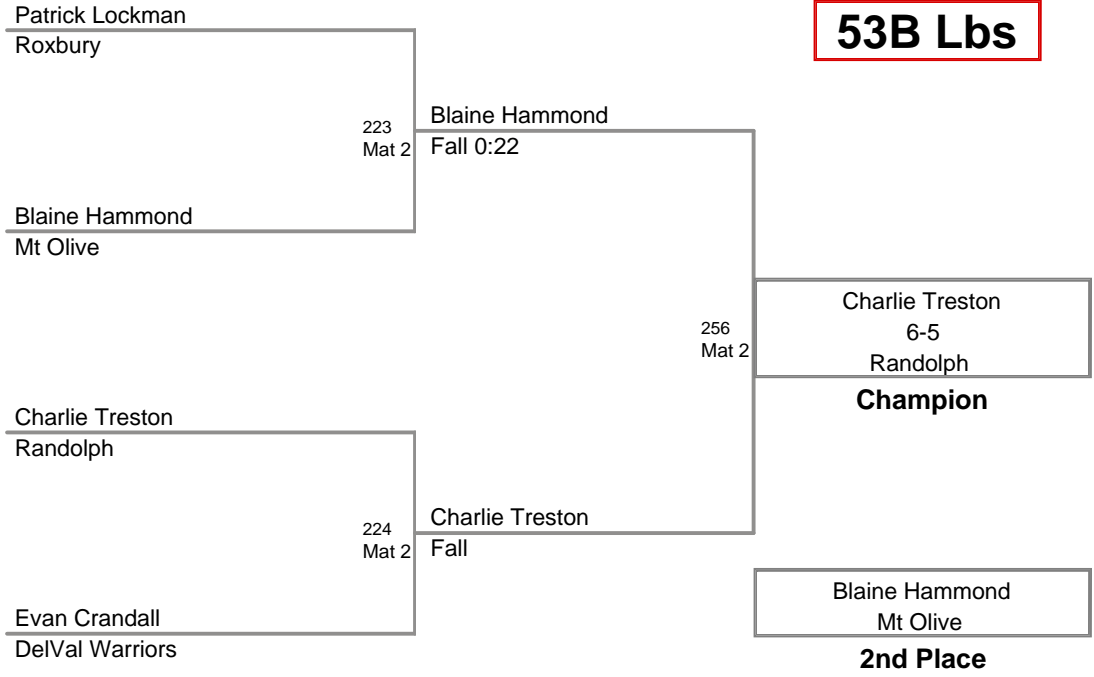 Patrick Lockman
Roxbury
53B Lbs
223
Mat 2
Blaine Hammond
Fall 0:22
Blaine Hammond
Mt Olive
256
Mat 2
Charlie Treston
6-5
Randolph
Champion
Charlie Treston
Randolph
224
Mat 2
Charlie Treston
Fall
Evan Crandall
DelVal Warriors
Blaine Hammond
Mt Olive
2nd Place